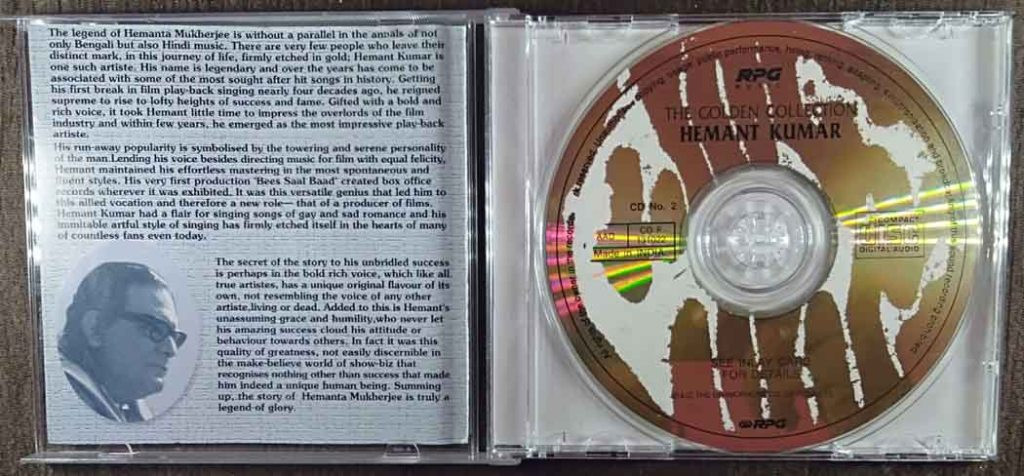 The legend of Hemanta Mukherjee is without a parallel in the annals of not
only Bengali but also Hindi music. There are very few people who leave their
distinct mark, in this journey of life, firmly etched in gold; Hemant Kumar is
one such artiste. His name is legendary and over the years has come to be
associated with some of the most sought after hit songs in history. Getting
his first break in film play-back singing nearly four decades ago, he reigned
supreme to rise to lofty heights of success and fame. Gifted with a bold and
rich voice, it took Hemant little time to impress the overlords of the film
industry and within few years, he emerged as the most impressive play-back
artiste.
His run-away popularity is symbolised by the towering and serene personality
of the man.Lending his voice besides directing music for film with equal felicity,
Hemant maintained his effortless mastering in the most spontaneous and
fluent styles. His very first production 'Bees Saal Baad' created box office
records wherever it was exhibited. It was this versatile genius that led him to
this allied vocation and therefore a new role— that of a producer of films.
Hemant Kumar had a flair for singing songs of gay and sad romance and his
immitable artful style of singing has firmly etched itself in the hearts of many
of countless fans even today.
The secret of the story to his unbridled success
is perhaps in the bold rich voice, which like all
true artistes, has a unique original flavour of its
own, not resembling the voice of any other
artiste,living or dead. Added to this is Hemant's
unassuming grace and humility,who never let
his amazing success cloud his attitude or
behaviour towards others. In fact it was this
quality of greatness, not easily discernible in
the make-believe world of show-biz that
recognises nothing other than success that made
him indeed a unique human being. Summing
up, the story of Hemanta Mukherjee is truly a
legend of glory.
RPG
MUSIC
THE GOLDEN COLLECTION
HEMANT KUMAR
CD No. 2
AAD
CD F
Made in INDIA
COMPACT
DIGITAL AUDIO
SEE INLAY CARD
FOR DETAILS
RPG